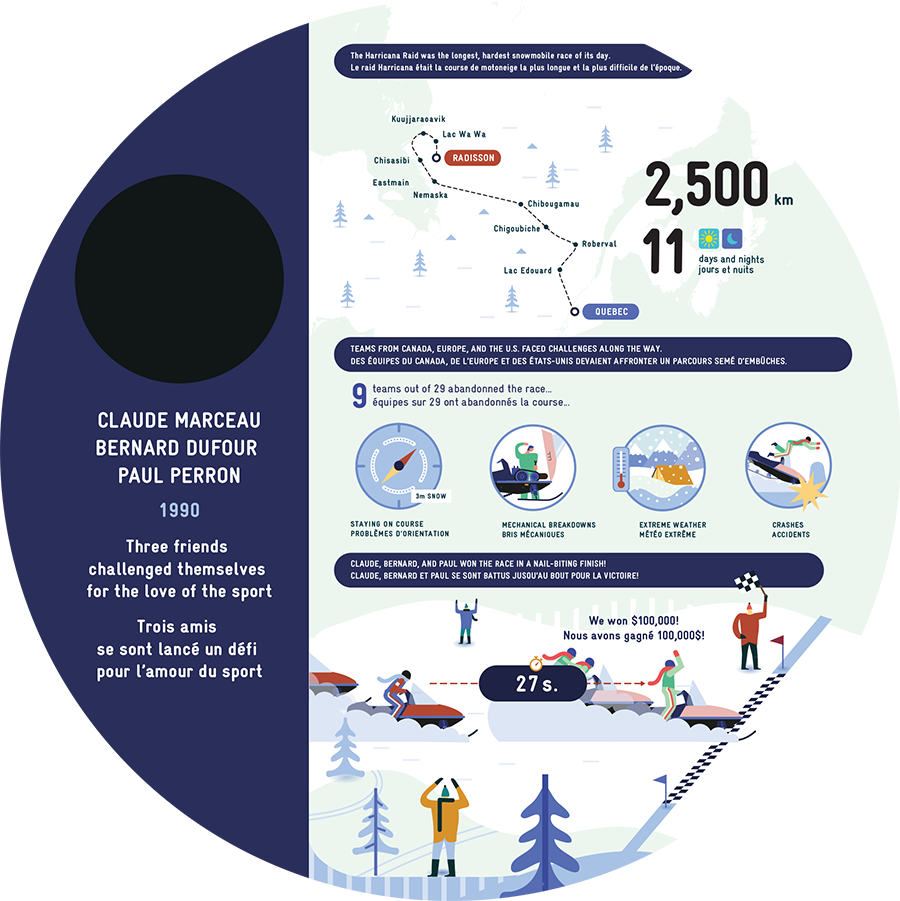 CLAUDE MARCEAU
BERNARD DUFOUR
PAUL PERRON
1990
Three friends
challenged themselves
for the love of the sport
Trois amis
se sont lancé un défi
pour l'amour du sport
The Harricana Raid was the longest, hardest snowmobile race of its day.
Le raid Harricana était la course de motoneige la plus longue et la plus difficile de l'époque.
Kuujjaraoavik
Lac Wa Wa
RADISSON
Chisasibi
Eastmain
Nemaska
Chibougamau
Chigoubiche
Roberval
Lac Edouard
QUEBEC
2,500 km
11
days and nights
jours et nuits
TEAMS FROM CANADA, EUROPE, AND THE U.S. FACED CHALLENGES ALONG THE WAY.
DES ÉQUIPES DU CANADA, DE L'EUROPE ET DES ÉTATS-UNIS DEVAIENT AFFRONTER UN PARCOURS SEMÉ D'EMBÛCHES.
9 teams out of 29 abandonned the race...
équipes sur 29 ont abandonnés la course...
3m SNOW
STAYING ON COURSE
PROBLÈMES D'ORIENTATION
MECHANICAL BREAKDOWNS
BRIS MÉCANIQUES
EXTREME WEATHER
MÉTÉO EXTRÊME
CRASHES
ACCIDENTS
CLAUDE, BERNARD, AND PAUL WON THE RACE IN A NAIL-BITING FINISH!
CLAUDE, BERNARD ET PAUL SE SONT BATTUS JUSQU'AU BOUT POUR LA VICTOIRE!
We won $100,000!
Nous avons gagné 100,000$!
27 s.